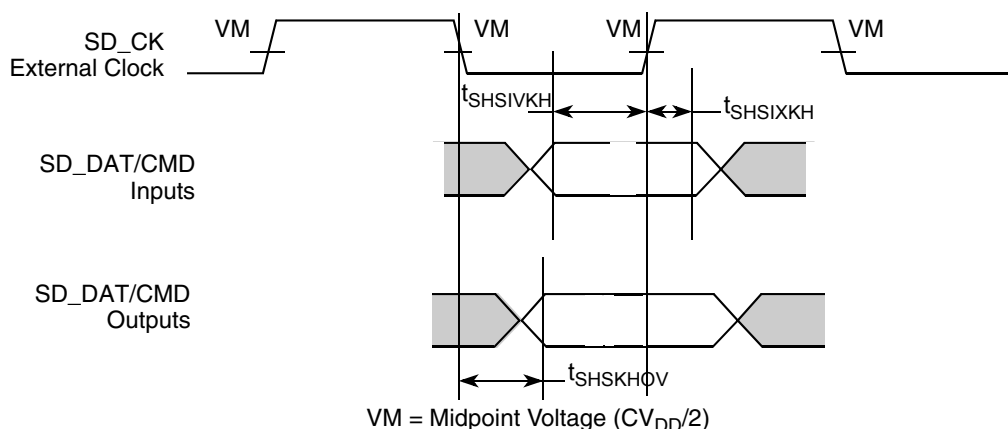 VM VM VM VM
SD_CK
External Clock
tSHSIVKH
tSHSIXKH
SD_DAT/CMD
Inputs
SD_DAT/CMD
Outputs
tSHSKHOV
VM = Midpoint Voltage (CVDD/2)